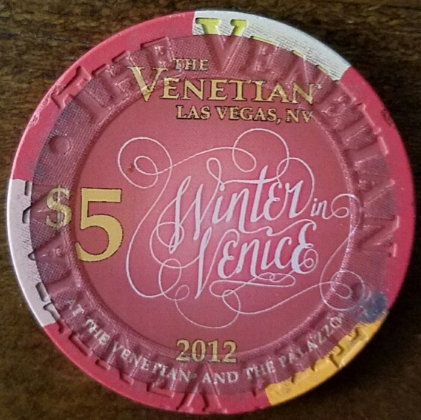 THE
VENETIAN
LAS VEGAS, NV
$5
Winter in
Venice
2012
AT THE VENETIAN® AND THE PALAZZO®
THE VENETIAN